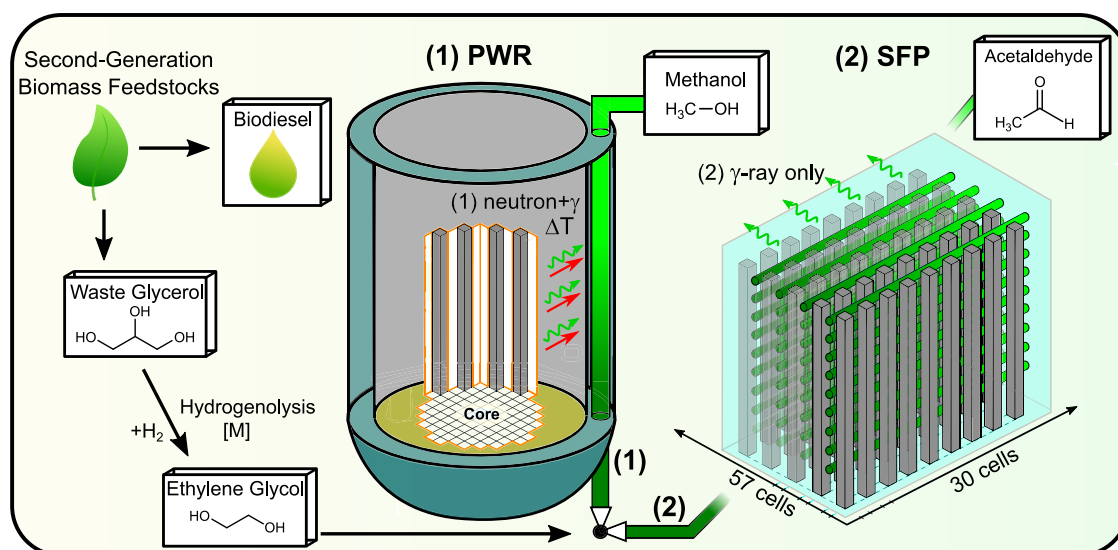 Second-Generation
Biomass Feedstocks
Biodiesel
Waste Glycerol
OH
HO
OH
+H₂
Hydrogenolysis
[M]
Ethylene Glycol
HO
OH
(1) PWR
Methanol
H₃C–OH
(1) neutron+γ
ΔT
Core
(1)
(2)
(2) SFP
Acetaldehyde
O
H₃C
H
(2) γ-ray only
57 cells
30 cells